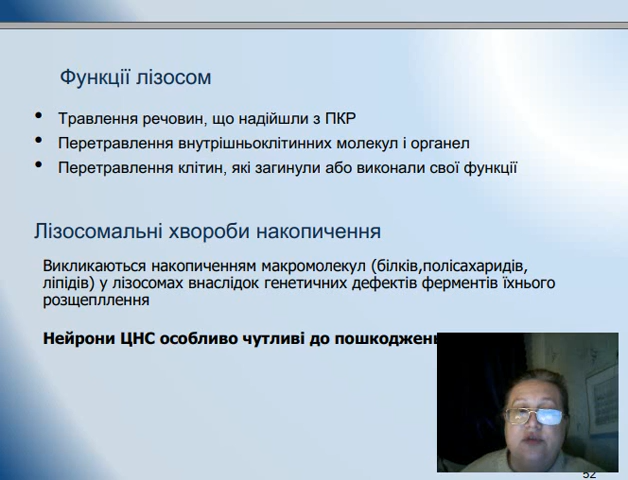 Функції лізосом
• Травлення речовин, що надійшли з ПКР
• Перетравлення внутрішньоклітинних молекул і органел
• Перетравлення клітин, які загинули або виконали свої функції
Лізосомальні хвороби накопичення
Викликаються накопиченням макромолекул (білків,полісахаридів,
ліпідів) у лізосомах внаслідок генетичних дефектів ферментів їхнього
розщепллення
Нейрони ЦНС особливо чутливі до пошкоджень
52